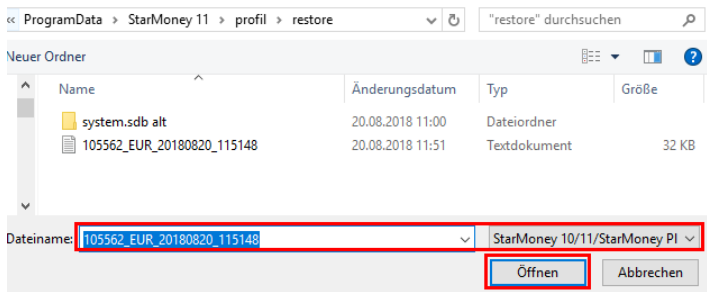 « ProgramData › StarMoney 11 › profil › restore "restore" durchsuchen
Neuer Ordner
Name Änderungsdatum Typ Größe
system.sdb alt 20.08.2018 11:00 Dateiordner
105562_EUR_20180820_115148 20.08.2018 11:51 Textdokument 32 KB
Dateiname: 105562_EUR_20180820_115148 StarMoney 10/11/StarMoney Pl
Öffnen Abbrechen